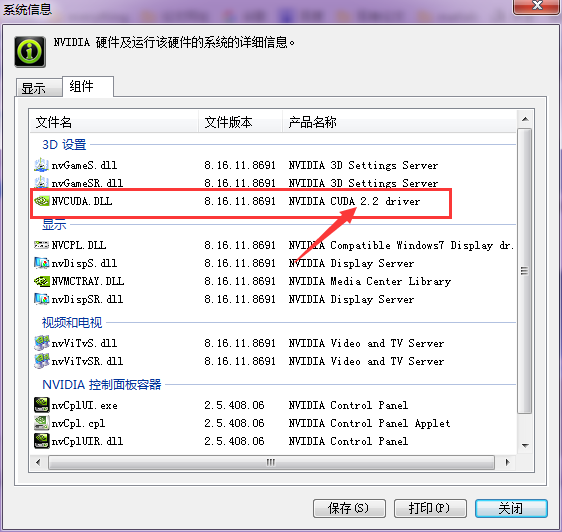 系统信息
NVIDIA 硬件及运行该硬件的系统的详细信息。
显示 组件
文件名 文件版本 产品名称
3D 设置
nvGameS.dll 8.16.11.8691 NVIDIA 3D Settings Server
nvGameSR.dll 8.16.11.8691 NVIDIA 3D Settings Server
NVCUDA.DLL 8.16.11.8691 NVIDIA CUDA 2.2 driver
显示
NVCPL.DLL 8.16.11.8691 NVIDIA Compatible Windows7 Display dr.
nvDispS.dll 8.16.11.8691 NVIDIA Display Server
NVMCTRAY.DLL 8.16.11.8691 NVIDIA Media Center Library
nvDispSR.dll 8.16.11.8691 NVIDIA Display Server
视频和电视
nvViTvS.dll 8.16.11.8691 NVIDIA Video and TV Server
nvViTvSR.dll 8.16.11.8691 NVIDIA Video and TV Server
NVIDIA 控制面板容器
nvCplUI.exe 2.5.408.06 NVIDIA Control Panel
nvCpl.cpl 2.5.408.06 NVIDIA Control Panel Applet
nvCplUIR.dll 2.5.408.06 NVIDIA Control Panel
保存(S) 打印(P) 关闭